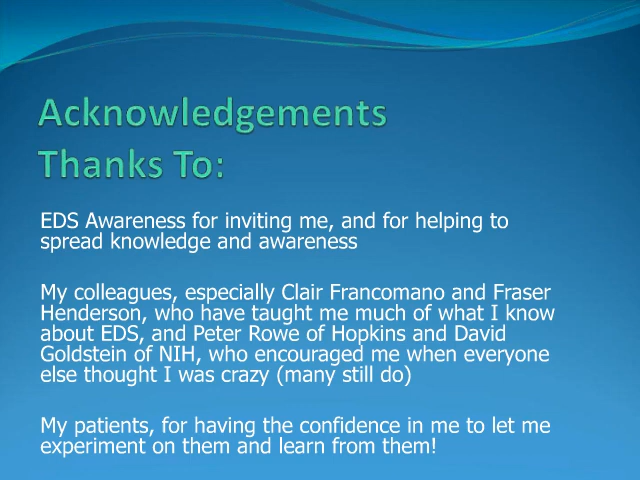 Acknowledgements
Thanks To:
EDS Awareness for inviting me, and for helping to
spread knowledge and awareness
My colleagues, especially Clair Francomano and Fraser
Henderson, who have taught me much of what I know
about EDS, and Peter Rowe of Hopkins and David
Goldstein of NIH, who encouraged me when everyone
else thought I was crazy (many still do)
My patients, for having the confidence in me to let me
experiment on them and learn from them!